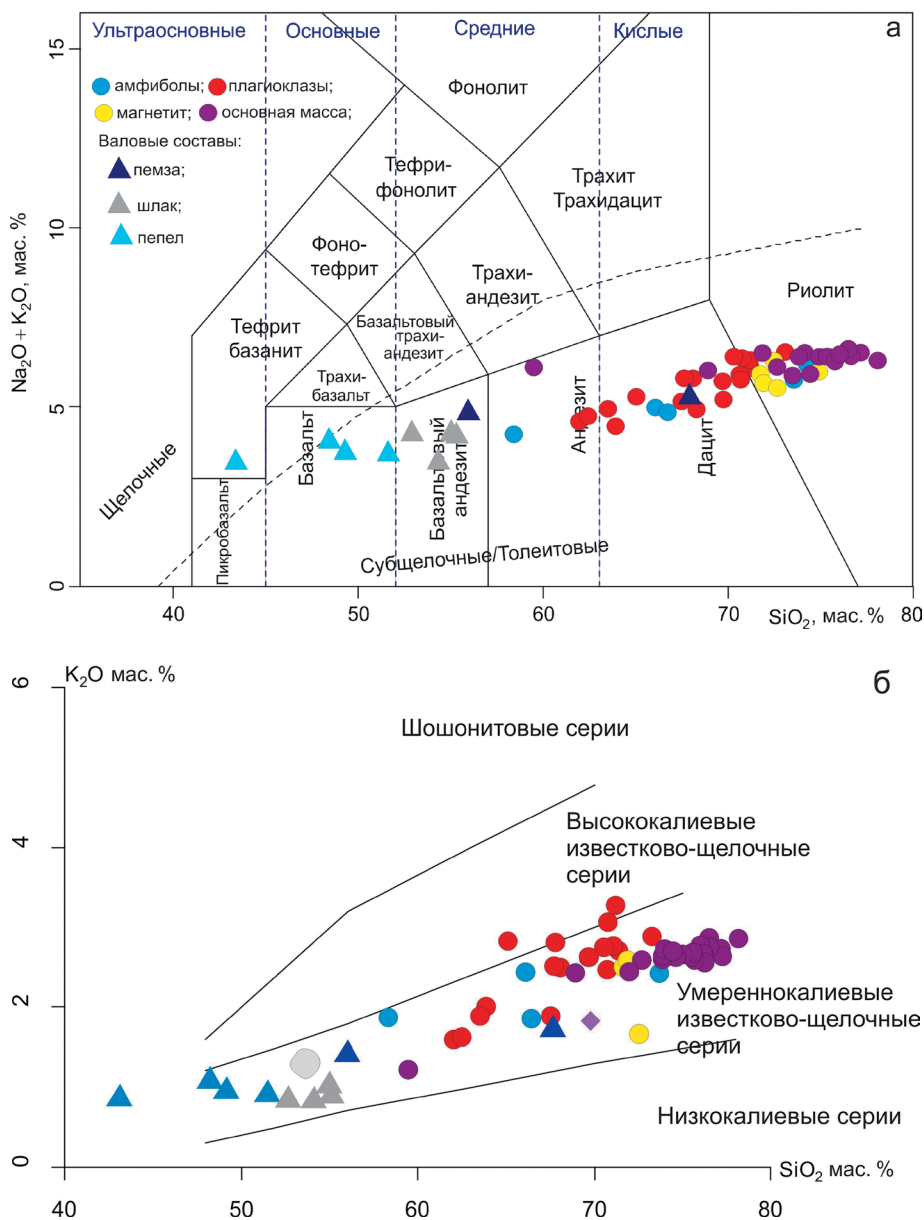 а
Ультраосновные Основные Средние Кислые
15
10
5
0
Na₂O + K₂O, мас. %
амфиболы; плагиоклазы;
магнетит; основная масса;
Валовые составы:
пемза;
шлак;
пепел
Фонолит
Тефри-
фонолит
Трахит
Трахидацит
Фоно-
тефрит
Трахи-
андезит
Риолит
Тефрит
базанит
Базальтовый
трахи-
андезит
Трахи-
базальт
Щелочные
Пикробазальт
Базальт
Базальтовый
андезит
Андезит
Дацит
Субщелочные/Толеитовые
40 50 60 70 80
SiO₂, мас. %
б
K₂O мас. %
6
4
2
0
Шошонитовые серии
Высококалиевые
известково-щелочные
серии
Умереннокалиевые
известково-щелочные
серии
Низкокалиевые серии
SiO₂ мас. %
40 50 60 70 80